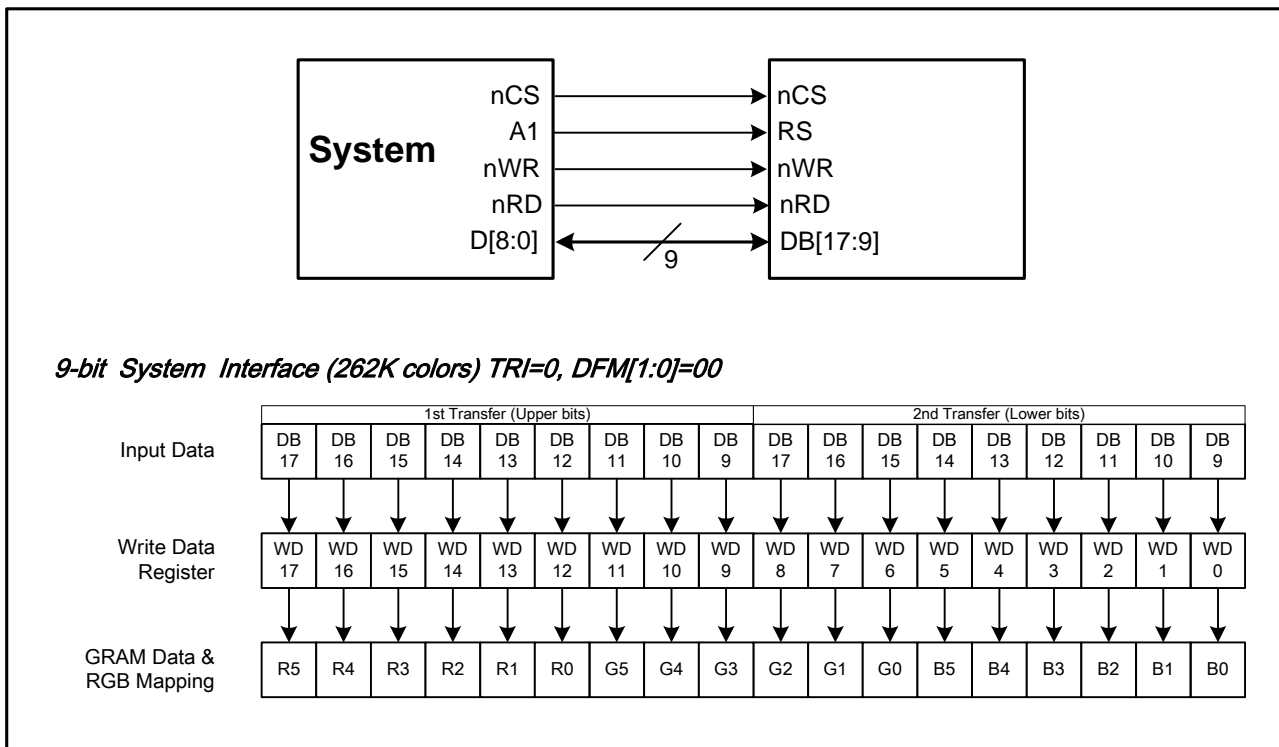 System
nCS nCS
A1 RS
nWR nWR
nRD nRD
D[8:0] DB[17:9]
9
9-bit System Interface (262K colors) TRI=0, DFM[1:0]=00
1st Transfer (Upper bits) 2nd Transfer (Lower bits)
Input Data DB 17 DB 16 DB 15 DB 14 DB 13 DB 12 DB 11 DB 10 DB 9 DB 17 DB 16 DB 15 DB 14 DB 13 DB 12 DB 11 DB 10 DB 9
Write Data Register WD 17 WD 16 WD 15 WD 14 WD 13 WD 12 WD 11 WD 10 WD 9 WD 8 WD 7 WD 6 WD 5 WD 4 WD 3 WD 2 WD 1 WD 0
GRAM Data & RGB Mapping R5 R4 R3 R2 R1 R0 G5 G4 G3 G2 G1 G0 B5 B4 B3 B2 B1 B0